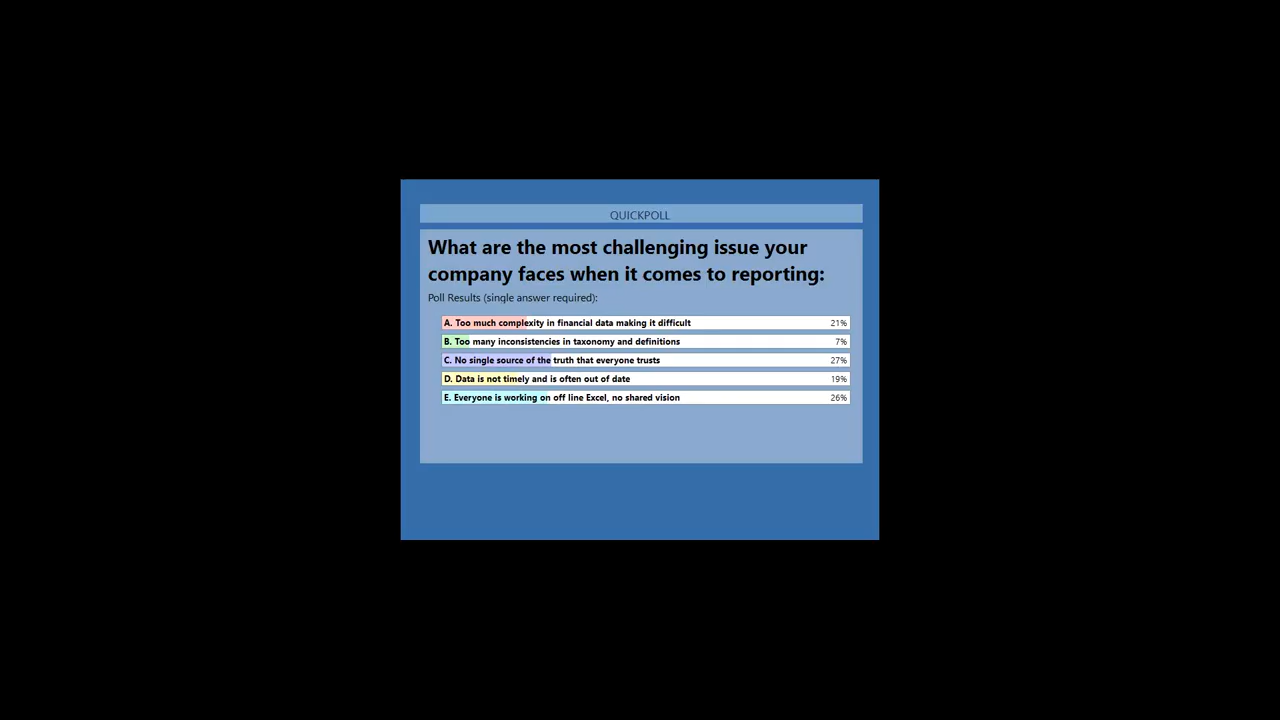 QUICKPOLL
What are the most challenging issue your
company faces when it comes to reporting:
Poll Results (single answer required):
A. Too much complexity in financial data making it difficult 21%
B. Too many inconsistencies in taxonomy and definitions 7%
C. No single source of the truth that everyone trusts 27%
D. Data is not timely and is often out of date 19%
E. Everyone is working on off line Excel, no shared vision 26%